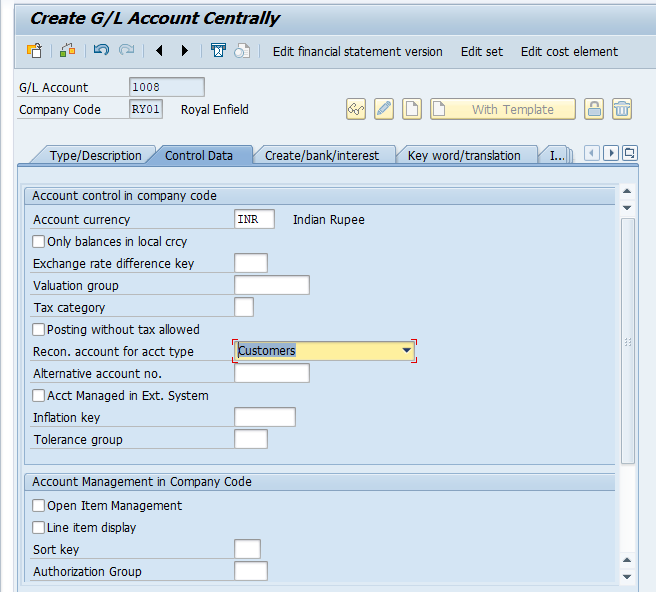 Create G/L Account Centrally
Edit financial statement version Edit set Edit cost element
G/L Account 1008
Company Code RY01 Royal Enfield
With Template
Type/Description Control Data Create/bank/interest Key word/translation I...
Account control in company code
Account currency INR Indian Rupee
Only balances in local crcy
Exchange rate difference key
Valuation group
Tax category
Posting without tax allowed
Recon. account for acct type Customers
Alternative account no.
Acct Managed in Ext. System
Inflation key
Tolerance group
Account Management in Company Code
Open Item Management
Line item display
Sort key
Authorization Group